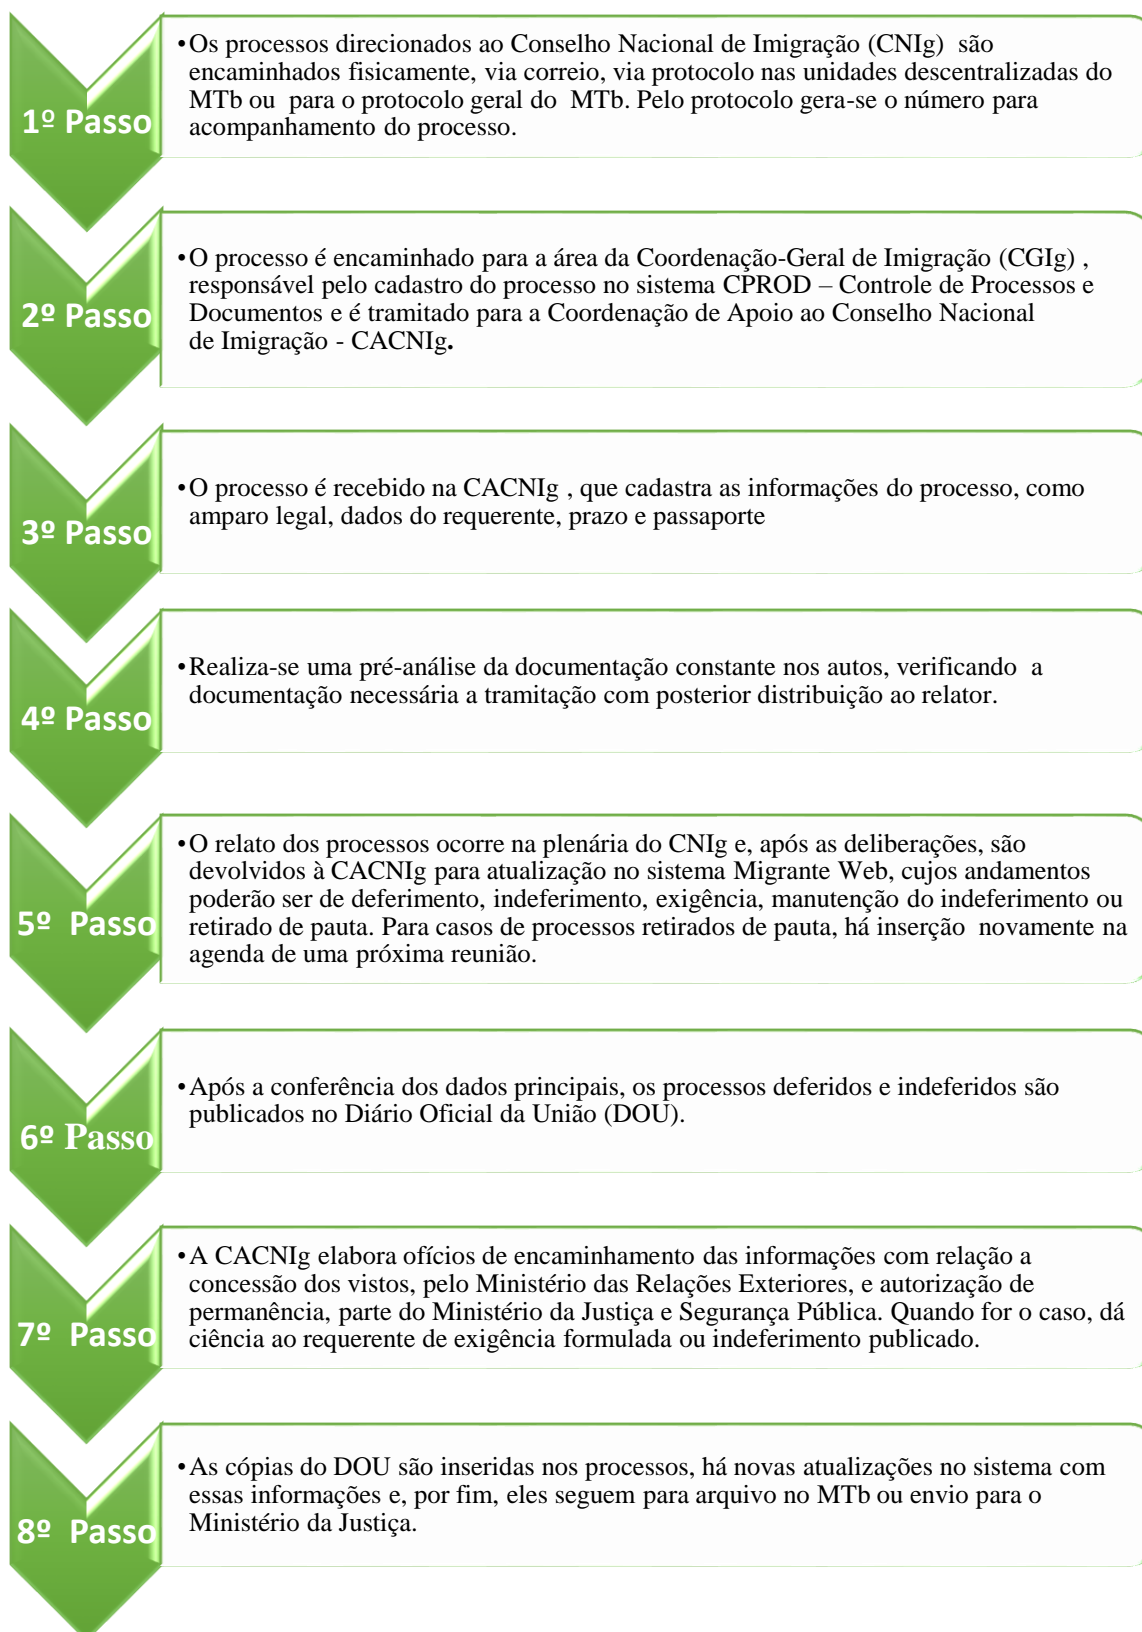 1º Passo
•Os processos direcionados ao Conselho Nacional de Imigração (CNIg) são
encaminhados fisicamente, via correio, via protocolo nas unidades descentralizadas do
MTb ou para o protocolo geral do MTb. Pelo protocolo gera-se o número para
acompanhamento do processo.
2º Passo
•O processo é encaminhado para a área da Coordenação-Geral de Imigração (CGIg) ,
responsável pelo cadastro do processo no sistema CPROD – Controle de Processos e
Documentos e é tramitado para a Coordenação de Apoio ao Conselho Nacional
de Imigração - CACNIg.
3º Passo
•O processo é recebido na CACNIg , que cadastra as informações do processo, como
amparo legal, dados do requerente, prazo e passaporte
4º Passo
•Realiza-se uma pré-análise da documentação constante nos autos, verificando a
documentação necessária a tramitação com posterior distribuição ao relator.
5º Passo
•O relato dos processos ocorre na plenária do CNIg e, após as deliberações, são
devolvidos à CACNIg para atualização no sistema Migrante Web, cujos andamentos
poderão ser de deferimento, indeferimento, exigência, manutenção do indeferimento ou
retirado de pauta. Para casos de processos retirados de pauta, há inserção novamente na
agenda de uma próxima reunião.
6º Passo
•Após a conferência dos dados principais, os processos deferidos e indeferidos são
publicados no Diário Oficial da União (DOU).
7º Passo
•A CACNIg elabora ofícios de encaminhamento das informações com relação a
concessão dos vistos, pelo Ministério das Relações Exteriores, e autorização de
permanência, parte do Ministério da Justiça e Segurança Pública. Quando for o caso, dá
ciência ao requerente de exigência formulada ou indeferimento publicado.
8º Passo
•As cópias do DOU são inseridas nos processos, há novas atualizações no sistema com
essas informações e, por fim, eles seguem para arquivo no MTb ou envio para o
Ministério da Justiça.